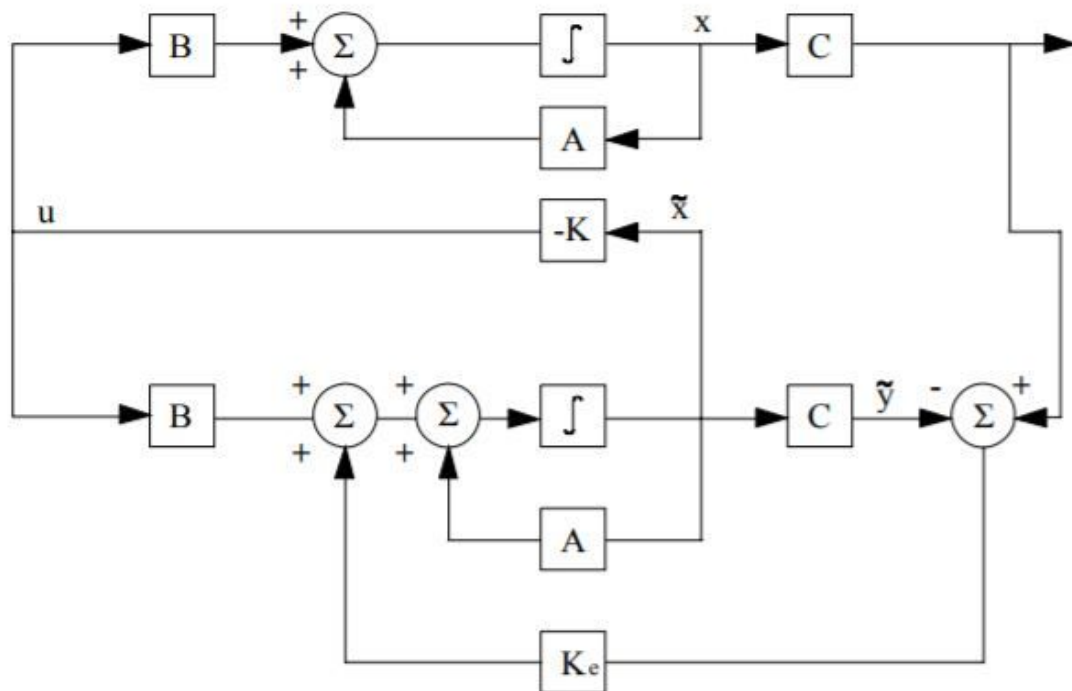 + x
B Σ ∫ C
+
A
u -K x̃
+ + ỹ - +
B Σ Σ ∫ C Σ
+ +
A
Ke